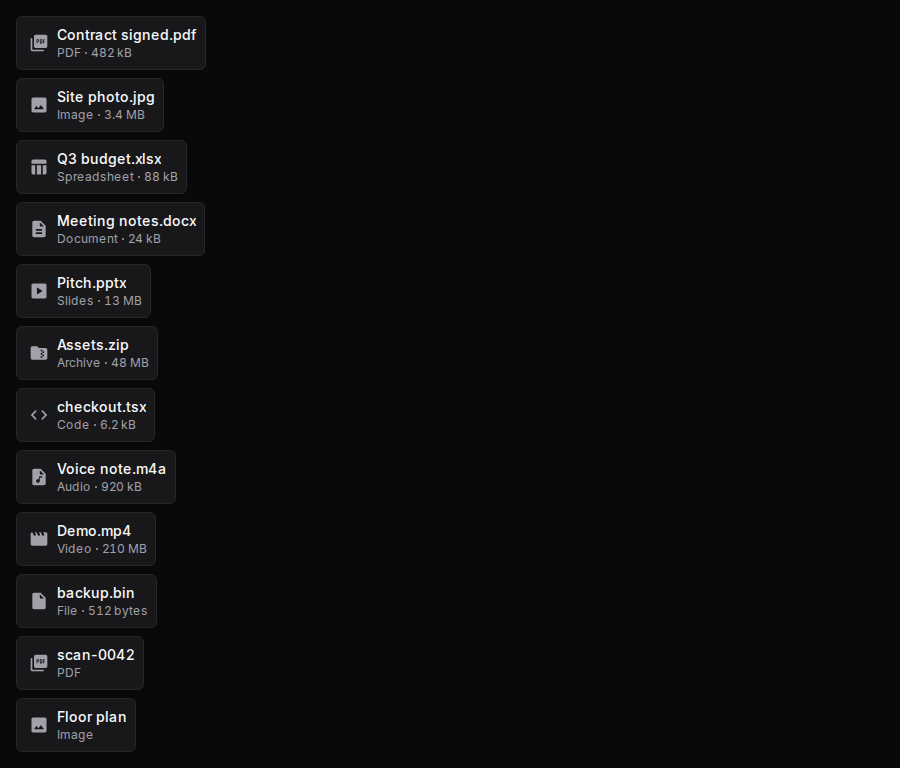 Contract signed.pdf
PDF · 482 kB
Site photo.jpg
Image · 3.4 MB
Q3 budget.xlsx
Spreadsheet · 88 kB
Meeting notes.docx
Document · 24 kB
Pitch.pptx
Slides · 13 MB
Assets.zip
Archive · 48 MB
checkout.tsx
Code · 6.2 kB
Voice note.m4a
Audio · 920 kB
Demo.mp4
Video · 210 MB
backup.bin
File · 512 bytes
scan-0042
PDF
Floor plan
Image